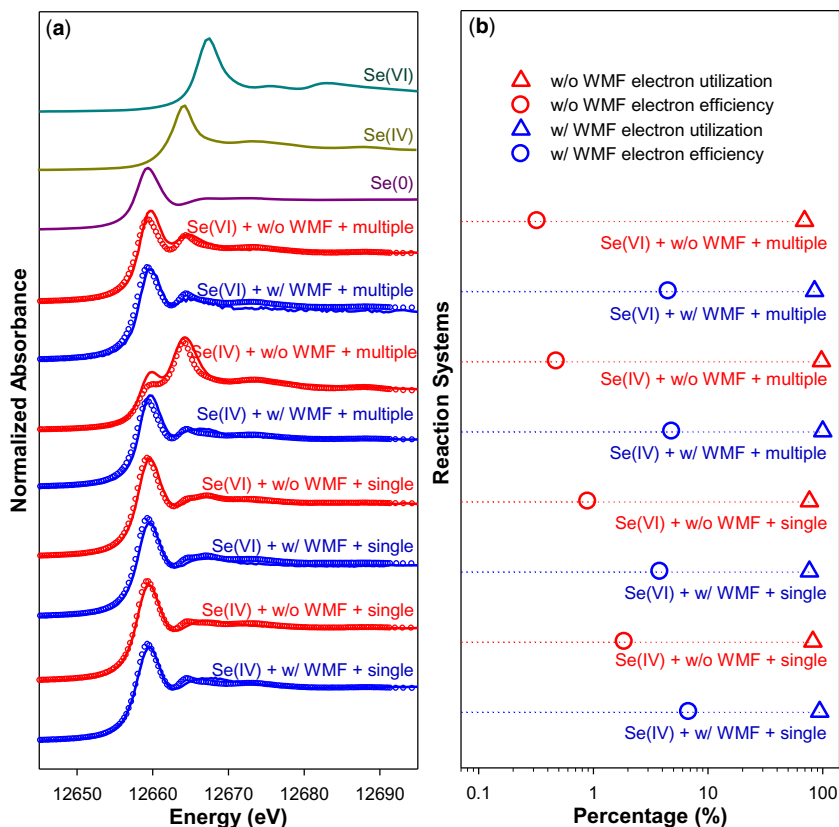 (a)
Se(VI)
Se(IV)
Se(0)
Se(VI) + w/o WMF + multiple
Se(VI) + w/ WMF + multiple
Se(IV) + w/o WMF + multiple
Se(IV) + w/ WMF + multiple
Se(VI) + w/o WMF + single
Se(VI) + w/ WMF + single
Se(IV) + w/o WMF + single
Se(IV) + w/ WMF + single
Normalized Absorbance
12650 12660 12670 12680 12690
Energy (eV)
(b)
w/o WMF electron utilization
w/o WMF electron efficiency
w/ WMF electron utilization
w/ WMF electron efficiency
Se(VI) + w/o WMF + multiple
Se(VI) + w/ WMF + multiple
Se(IV) + w/o WMF + multiple
Se(IV) + w/ WMF + multiple
Se(VI) + w/o WMF + single
Se(VI) + w/ WMF + single
Se(IV) + w/o WMF + single
Se(IV) + w/ WMF + single
Reaction Systems
0.1 1 10 100
Percentage (%)